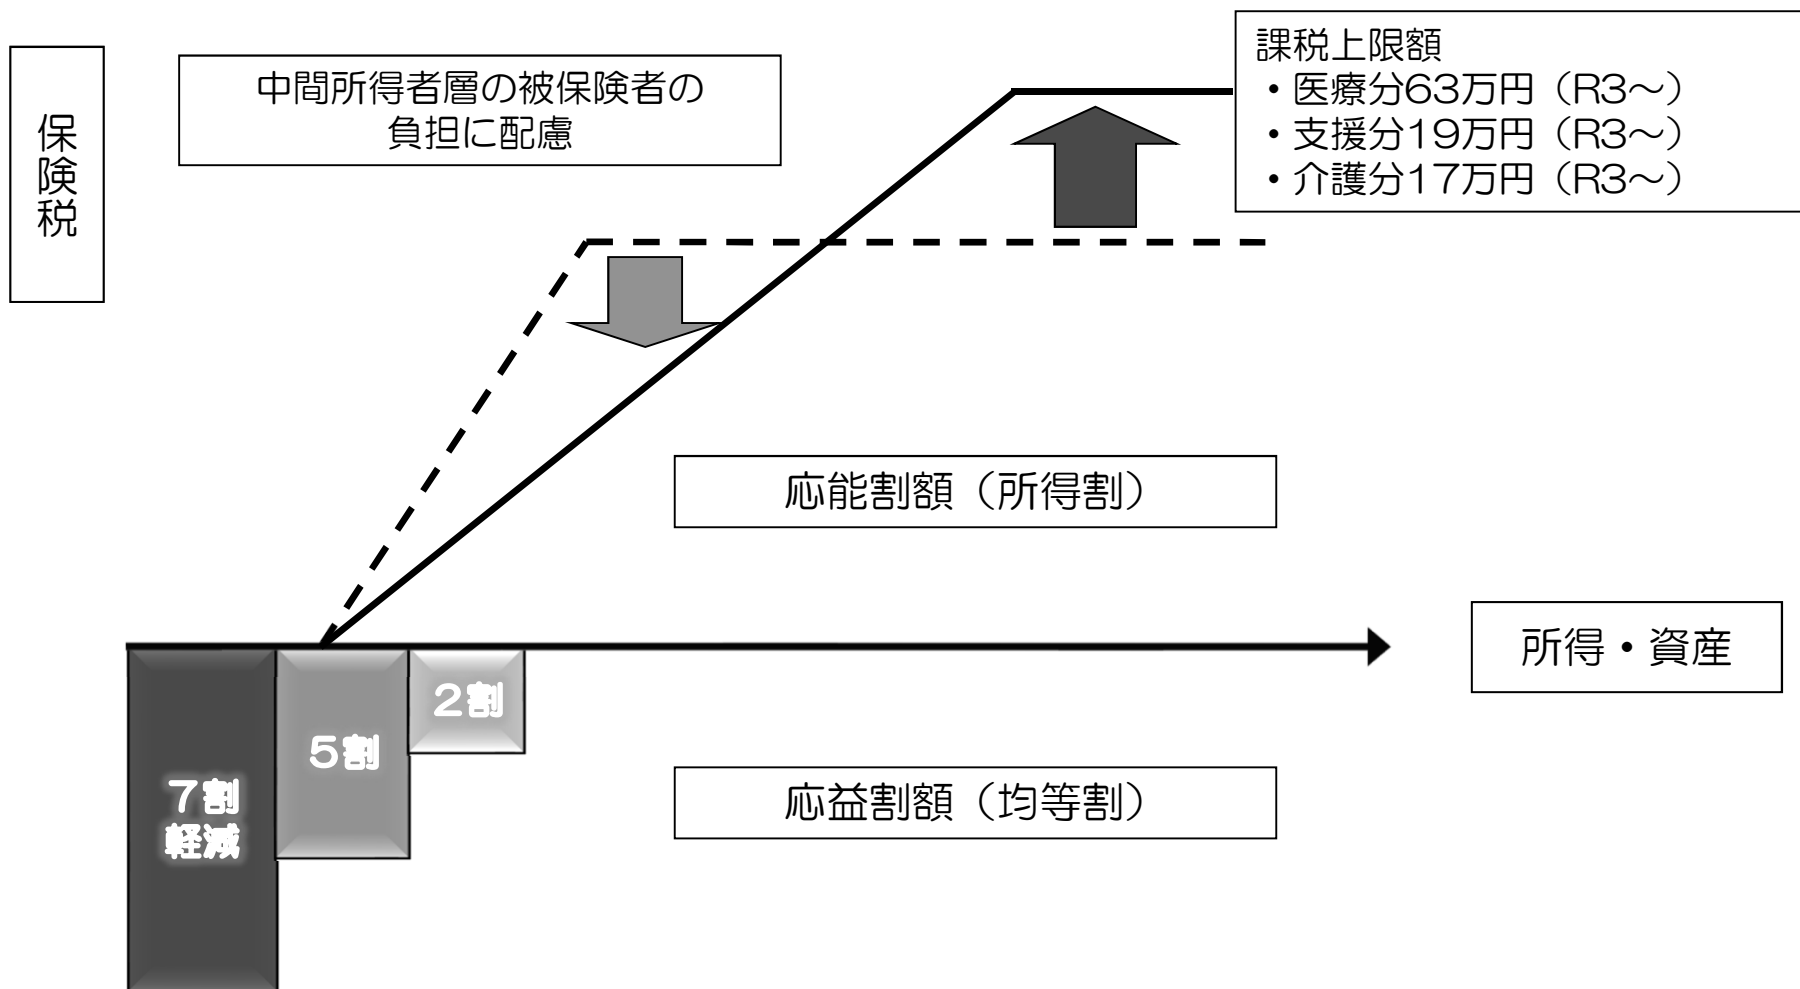 保険税
中間所得者層の被保険者の
負担に配慮
課税上限額
・医療分63万円（R3～）
・支援分19万円（R3～）
・介護分17万円（R3～）
応能割額（所得割）
所得・資産
2割
5割
7割
軽減
応益割額（均等割）